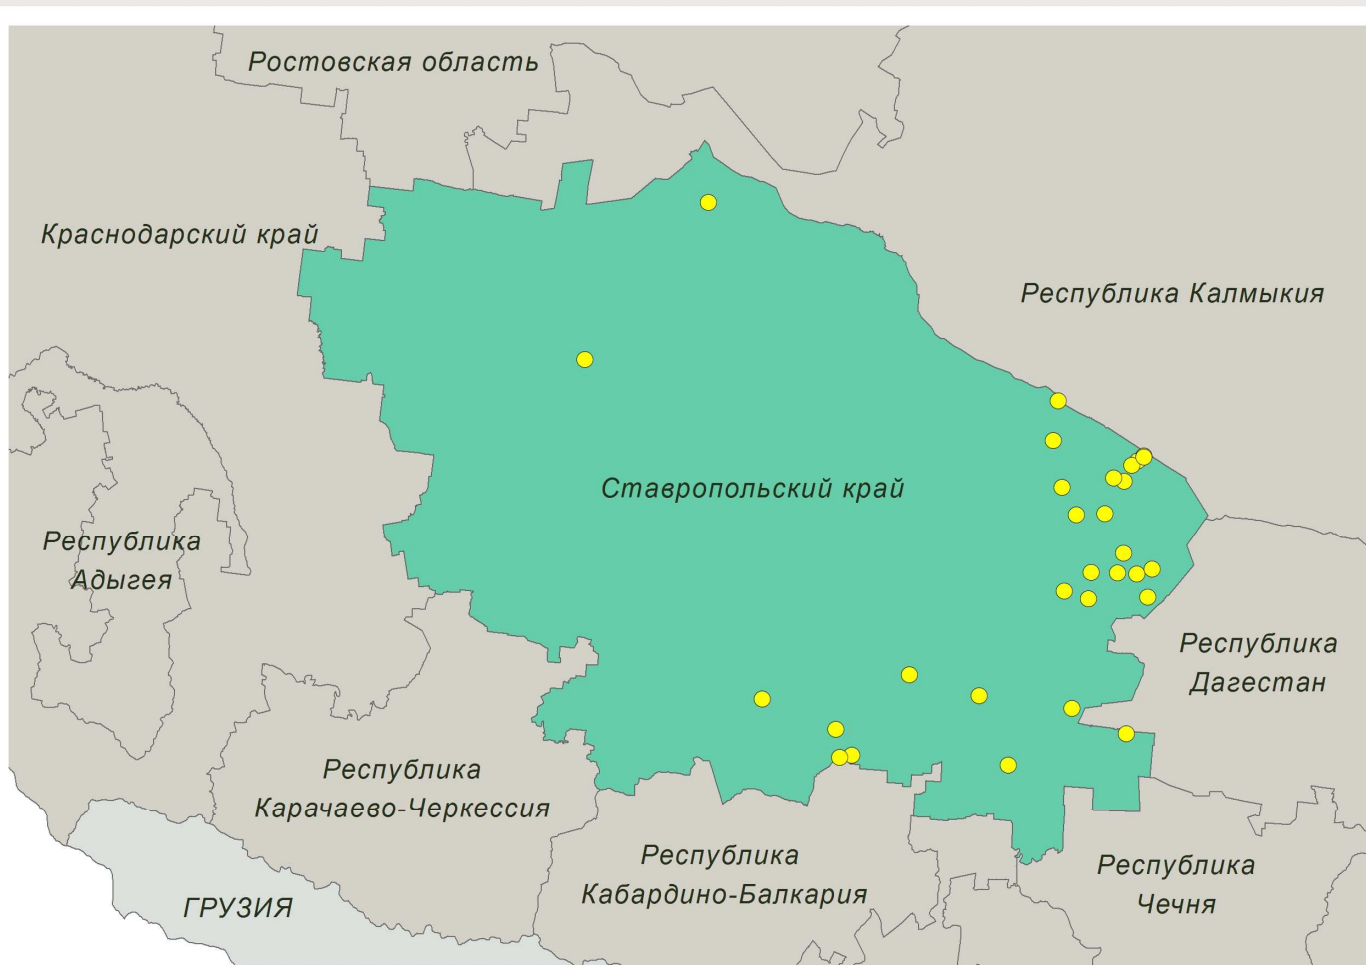 Ростовская область
Краснодарский край
Республика Калмыкия
Ставропольский край
Республика
Адыгея
Республика
Дагестан
Республика
Карачаево-Черкессия
Республика
Кабардино-Балкария
Республика
Чечня
ГРУЗИЯ